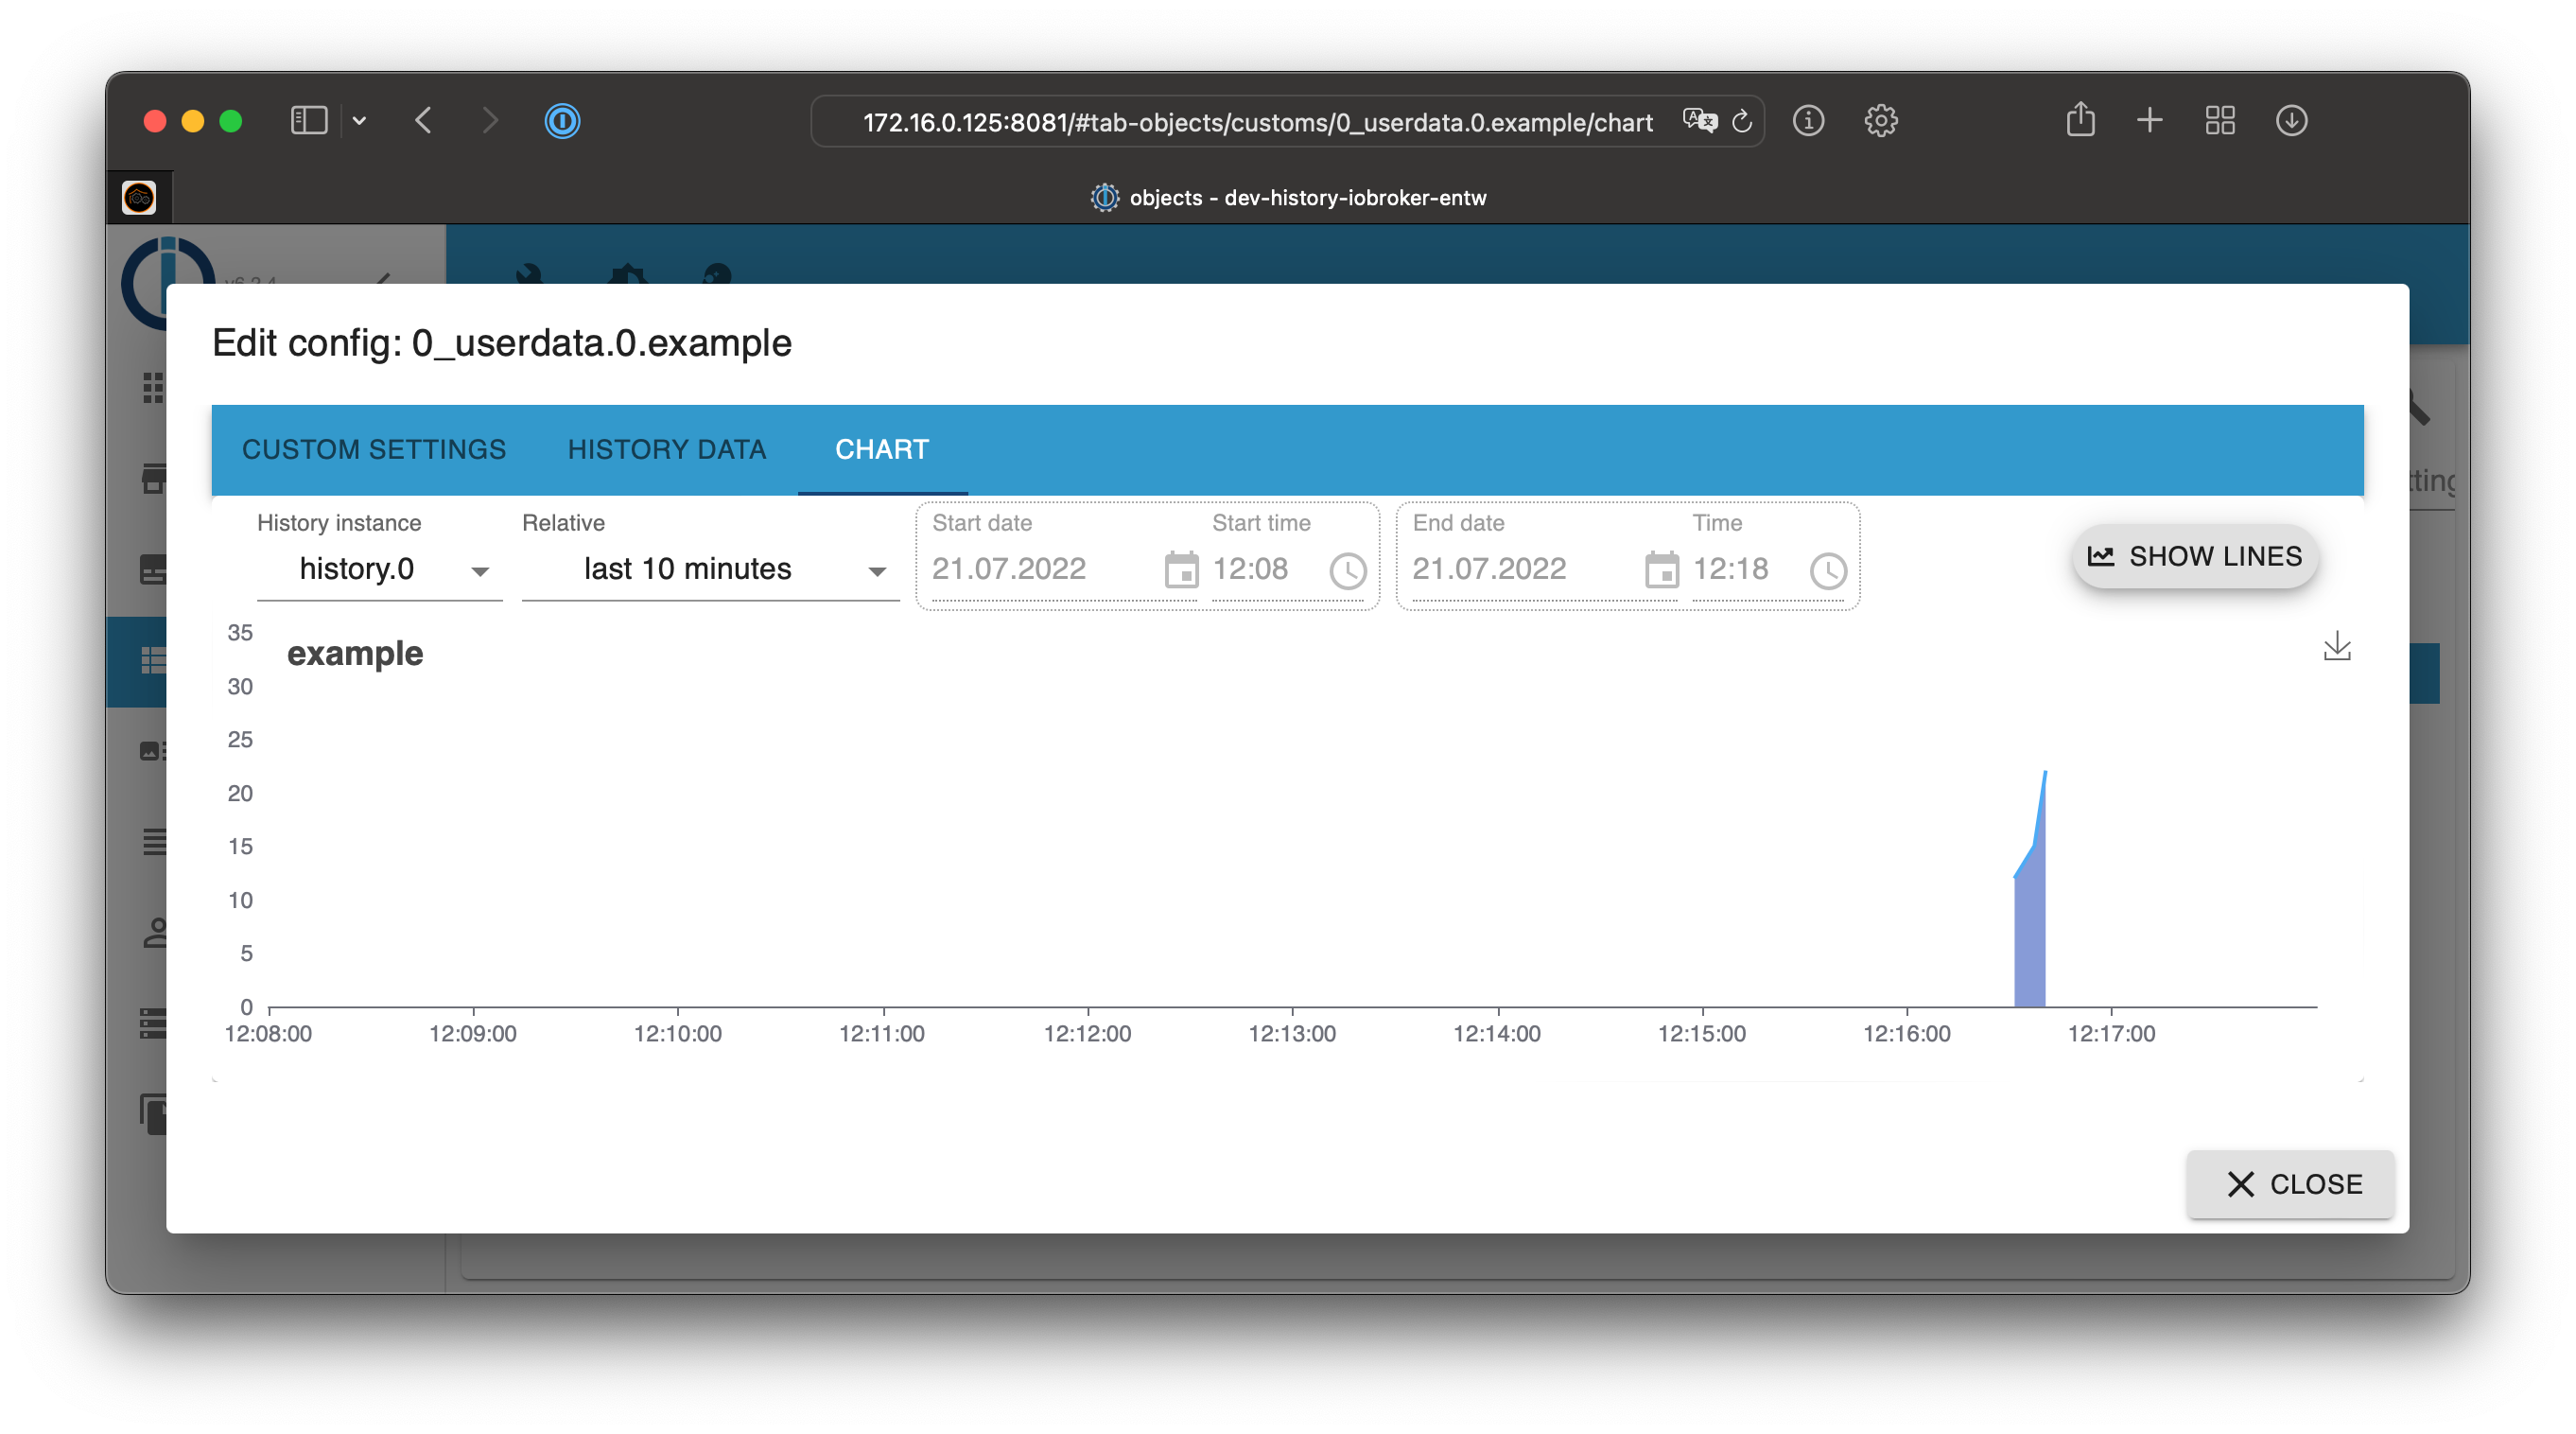 172.16.0.125:8081/#tab-objects/customs/0_userdata.0.example/chart
objects - dev-history-iobroker-entw
Edit config: 0_userdata.0.example
CUSTOM SETTINGS HISTORY DATA CHART
History instance Relative Start date Start time End date Time
history.0 last 10 minutes 21.07.2022 12:08 21.07.2022 12:18 SHOW LINES
example
35
30
25
20
15
10
5
0
12:08:00 12:09:00 12:10:00 12:11:00 12:12:00 12:13:00 12:14:00 12:15:00 12:16:00 12:17:00
CLOSE